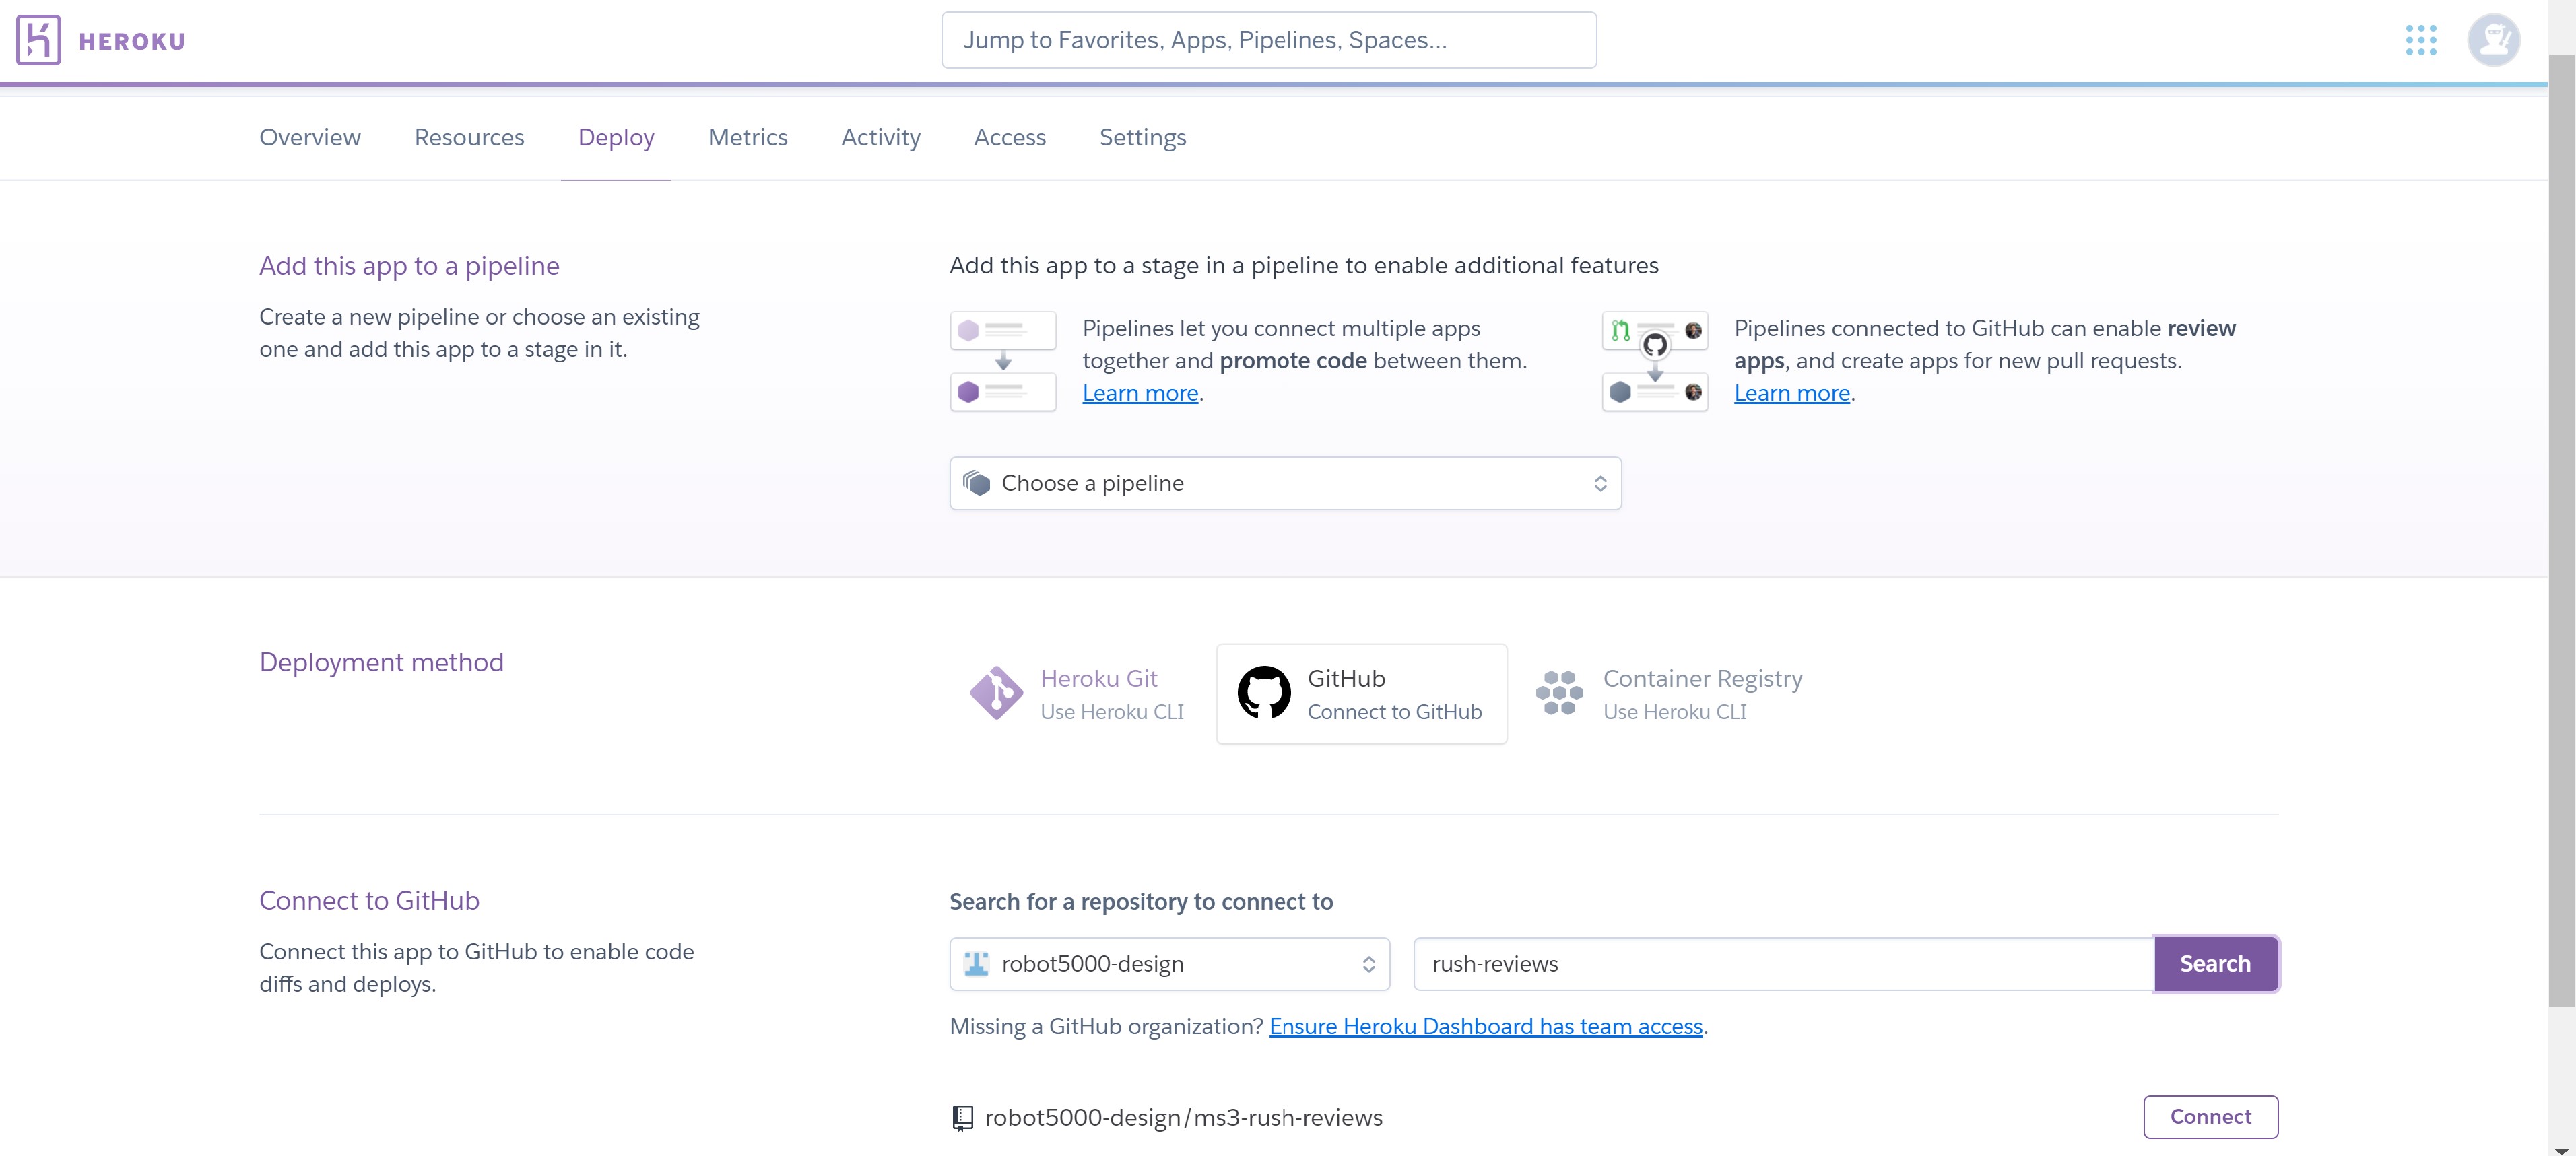 HEROKU
Jump to Favorites, Apps, Pipelines, Spaces...
Overview Resources Deploy Metrics Activity Access Settings
Add this app to a pipeline
Create a new pipeline or choose an existing
one and add this app to a stage in it.
Add this app to a stage in a pipeline to enable additional features
Pipelines let you connect multiple apps
together and promote code between them.
Learn more.
Pipelines connected to GitHub can enable review
apps, and create apps for new pull requests.
Learn more.
Choose a pipeline
Deployment method
Heroku Git
Use Heroku CLI
GitHub
Connect to GitHub
Container Registry
Use Heroku CLI
Connect to GitHub
Connect this app to GitHub to enable code
diffs and deploys.
Search for a repository to connect to
robot5000-design
rush-reviews
Search
Missing a GitHub organization? Ensure Heroku Dashboard has team access.
robot5000-design/ms3-rush-reviews
Connect